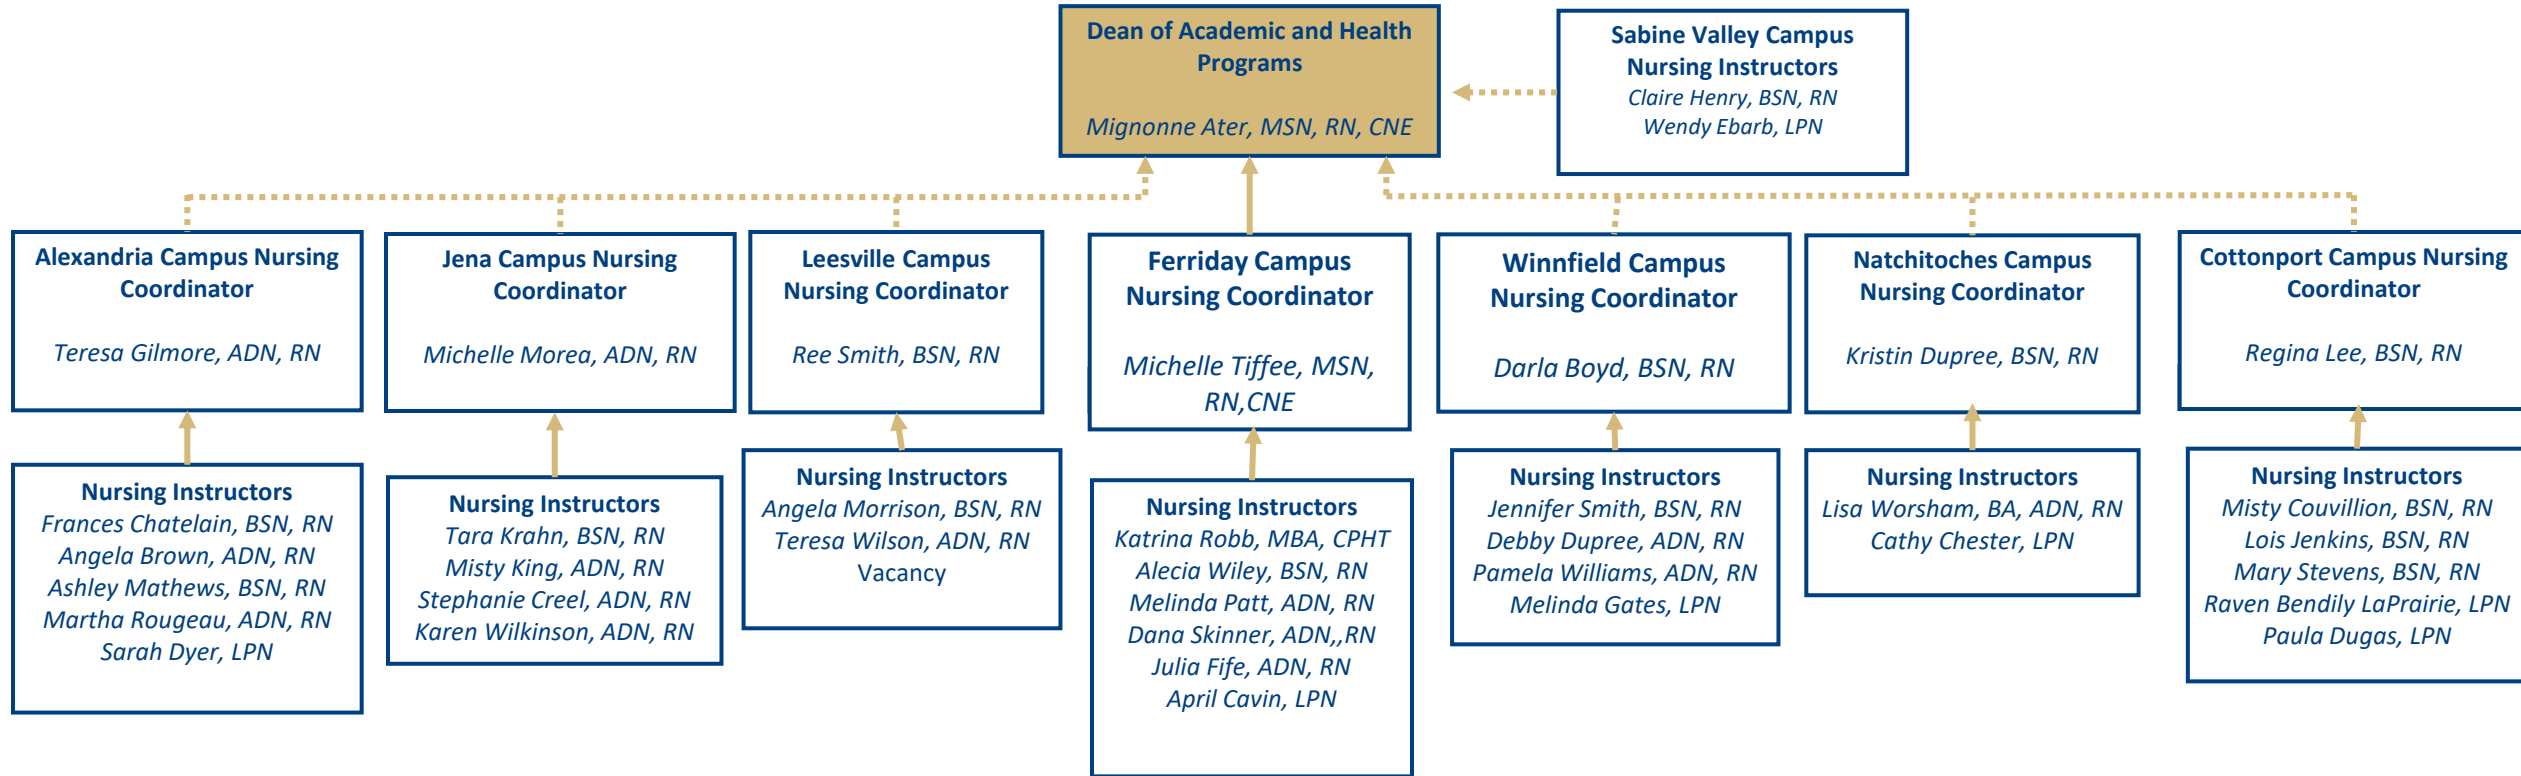 Dean of Academic and Health
Programs
Mignonne Ater, MSN, RN, CNE
Sabine Valley Campus
Nursing Instructors
Claire Henry, BSN, RN
Wendy Ebarb, LPN
Alexandria Campus Nursing
Coordinator
Teresa Gilmore, ADN, RN
Jena Campus Nursing
Coordinator
Michelle Morea, ADN, RN
Leesville Campus
Nursing Coordinator
Ree Smith, BSN, RN
Ferriday Campus
Nursing Coordinator
Michelle Tiffee, MSN,
RN,CNE
Winnfield Campus
Nursing Coordinator
Darla Boyd, BSN, RN
Natchitoches Campus
Nursing Coordinator
Kristin Dupree, BSN, RN
Cottonport Campus Nursing
Coordinator
Regina Lee, BSN, RN
Nursing Instructors
Frances Chatelain, BSN, RN
Angela Brown, ADN, RN
Ashley Mathews, BSN, RN
Martha Rougeau, ADN, RN
Sarah Dyer, LPN
Nursing Instructors
Tara Krahn, BSN, RN
Misty King, ADN, RN
Stephanie Creel, ADN, RN
Karen Wilkinson, ADN, RN
Nursing Instructors
Angela Morrison, BSN, RN
Teresa Wilson, ADN, RN
Vacancy
Nursing Instructors
Katrina Robb, MBA, CPHT
Alecia Wiley, BSN, RN
Melinda Patt, ADN, RN
Dana Skinner, ADN,,RN
Julia Fife, ADN, RN
April Cavin, LPN
Nursing Instructors
Jennifer Smith, BSN, RN
Debby Dupree, ADN, RN
Pamela Williams, ADN, RN
Melinda Gates, LPN
Nursing Instructors
Lisa Worsham, BA, ADN, RN
Cathy Chester, LPN
Nursing Instructors
Misty Couvillion, BSN, RN
Lois Jenkins, BSN, RN
Mary Stevens, BSN, RN
Raven Bendily LaPrairie, LPN
Paula Dugas, LPN